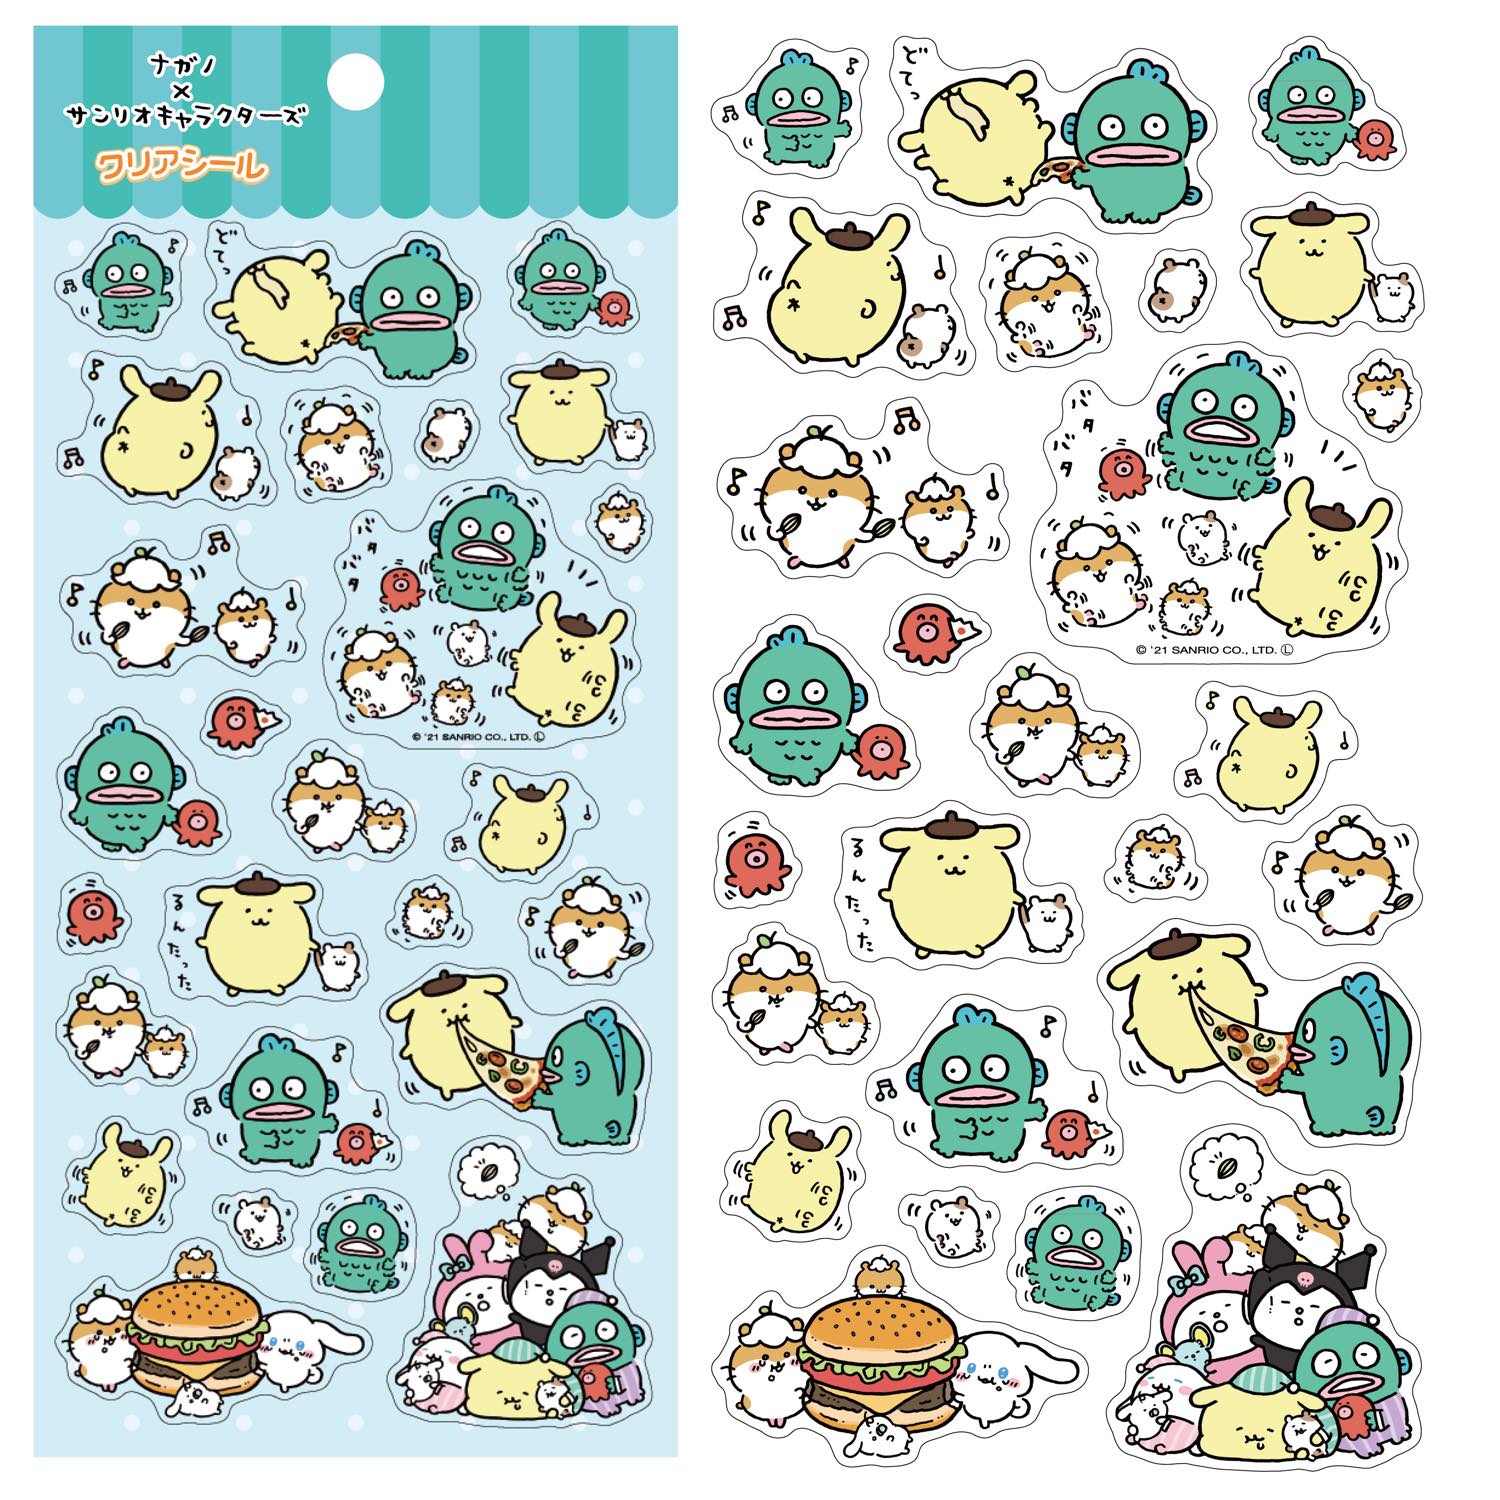 ナガノ
×
サンリオキャラクターズ
クリアシール
どてっ
バタバタ
© '21 SANRIO CO., LTD. Ⓛ
るんたった
どてっ
バタバタ
© '21 SANRIO CO., LTD. Ⓛ
るんたった